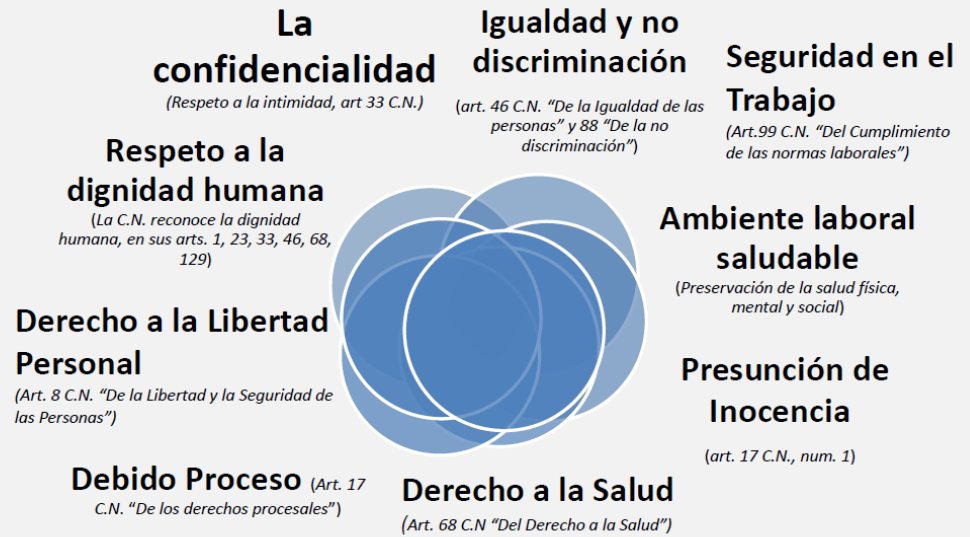 La
confidencialidad
(Respeto a la intimidad, art 33 C.N.)
Igualdad y no
discriminación
(art. 46 C.N. “De la Igualdad de las
personas” y 88 “De la no
discriminación”)
Seguridad en el
Trabajo
(Art.99 C.N. “Del Cumplimiento
de las normas laborales”)
Respeto a la
dignidad humana
(La C.N. reconoce la dignidad
humana, en sus arts. 1, 23, 33, 46, 68,
129)
Ambiente laboral
saludable
(Preservación de la salud física,
mental y social)
Derecho a la Libertad
Personal
(Art. 8 C.N. “De la Libertad y la Seguridad de
las Personas”)
Presunción de
Inocencia
(art. 17 C.N., num. 1)
Debido Proceso (Art. 17
C.N. “De los derechos procesales”)
Derecho a la Salud
(Art. 68 C.N “Del Derecho a la Salud”)